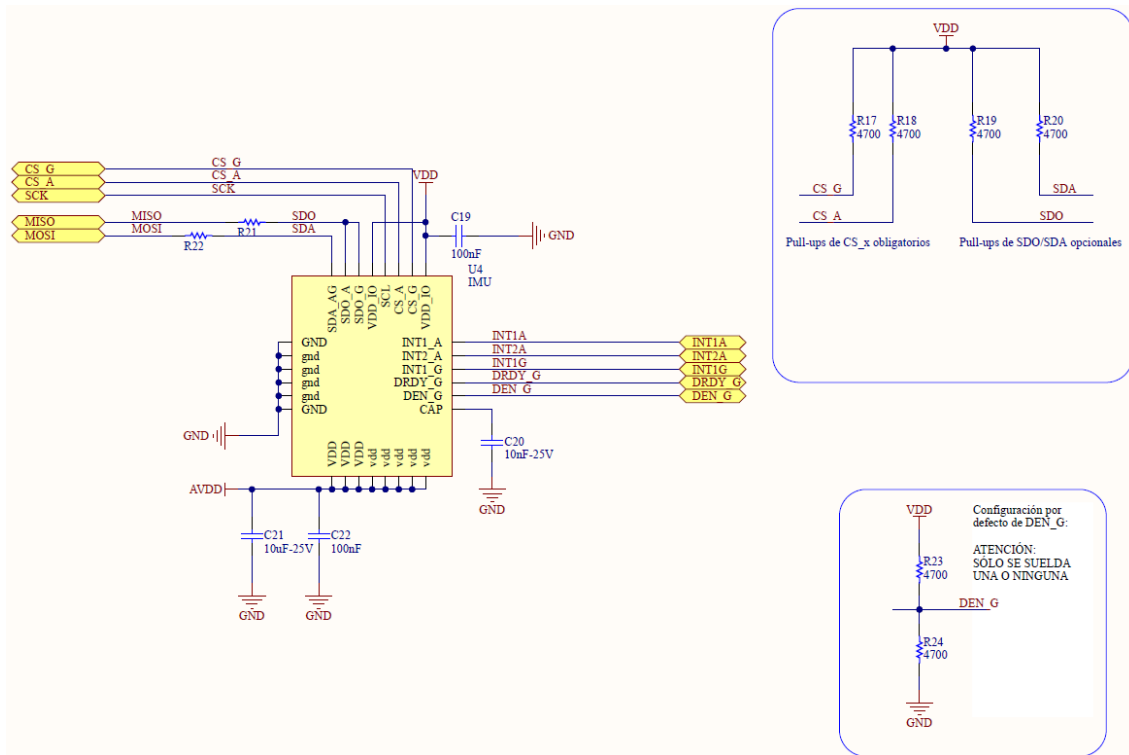 VDD
R17
4700
R18
4700
R19
4700
R20
4700
CS_G
CS_A
SDA
SDO
Pull-ups de CS_x obligatorios
Pull-ups de SDO/SDA opcionales
CS_G
CS_A
SCK
MISO
MOSI
CS_G
CS_A
SCK
MISO
MOSI
R21
R22
SDO
SDA
VDD
C19
100nF
GND
U4
IMU
SDA_AG
SDO_A
SDO_G
VDD_IO
SCL
CS_A
CS_G
VDD_IO
GND
gnd
gnd
gnd
gnd
GND
INT1_A
INT2_A
INT1_G
DRDY_G
DEN_G
CAP
INT1A
INT2A
INT1G
DRDY_G
DEN_G
INT1A
INT2A
INT1G
DRDY_G
DEN_G
VDD
VDD
VDD
vdd
vdd
vdd
vdd
vdd
GND
C20
10nF-25V
GND
AVDD
C21
10uF-25V
C22
100nF
GND
GND
VDD
R23
4700
DEN_G
R24
4700
GND
Configuración por
defecto de DEN_G:
ATENCIÓN:
SÓLO SE SUELDA
UNA O NINGUNA